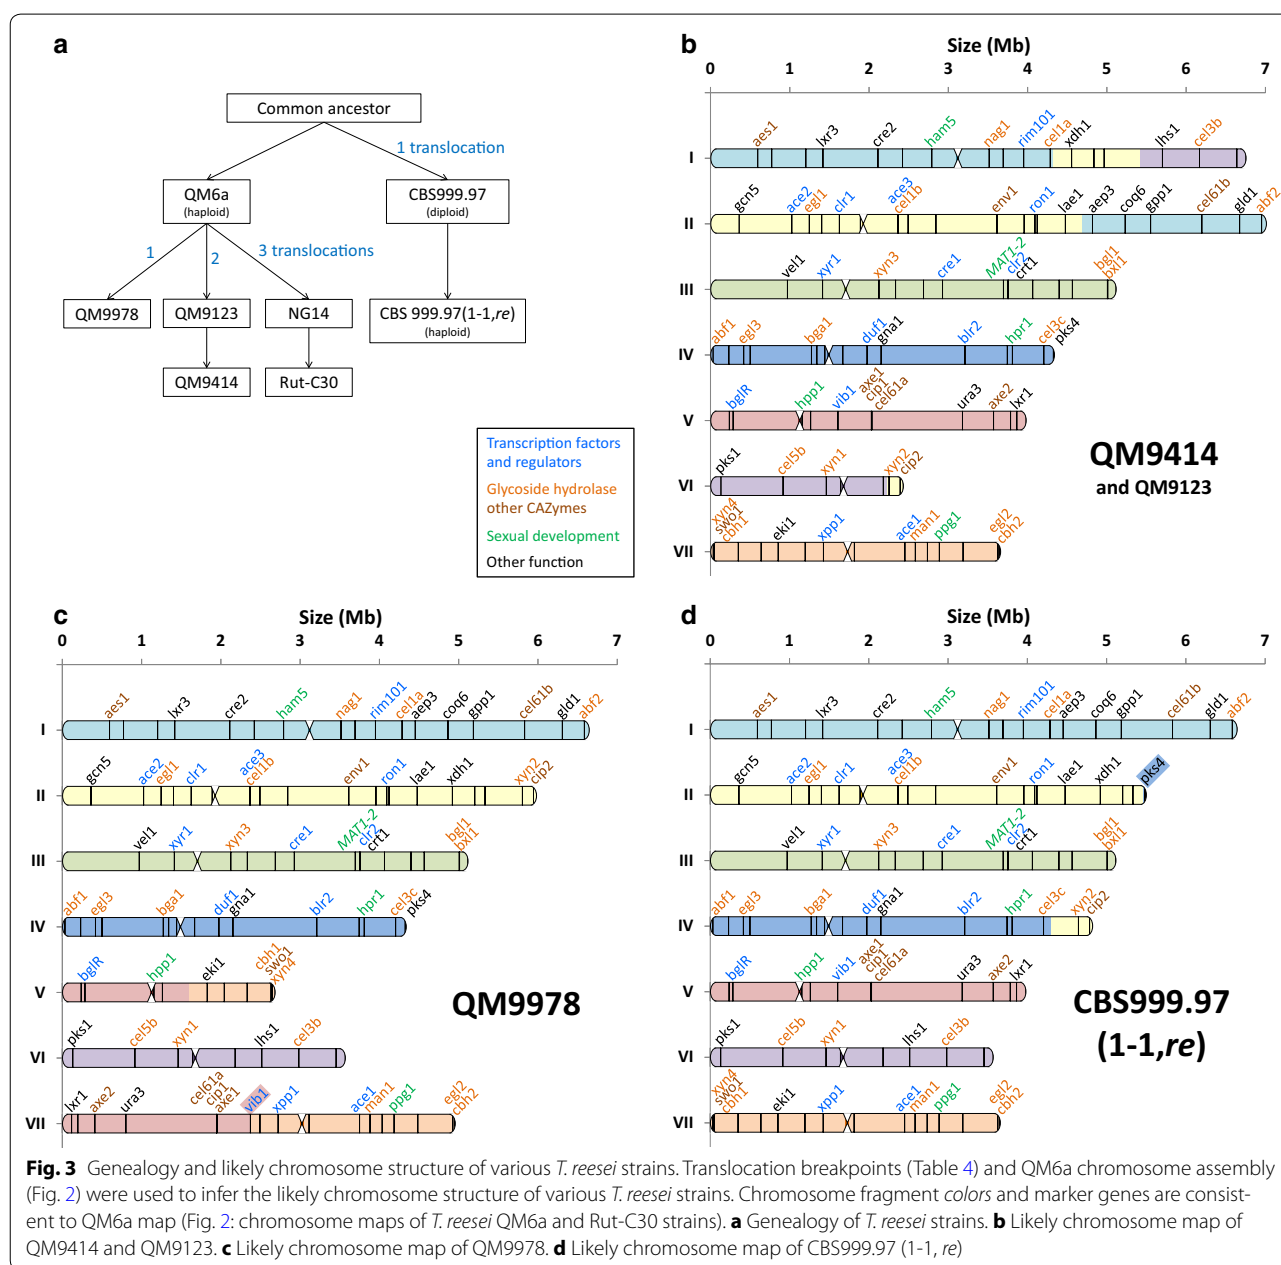 a
Common ancestor
1 translocation
QM6a
(haploid)
CBS999.97
(diploid)
1
2
3 translocations
QM9978
QM9123
NG14
CBS 999.97(1-1,re)
(haploid)
QM9414
Rut-C30
Transcription factors
and regulators
Glycoside hydrolase
other CAZymes
Sexual development
Other function
b
Size (Mb)
0 1 2 3 4 5 6 7
aes1 lxr3 cre2 ham5 nag1 rim101 cel1a xdh1 lhs1 cel3b
I
gcn5 ace2 egl1 clr1 ace3 cel1b env1 ron1 lae1 aep3 coq6 gpp1 cel61b gld1 abf2
II
vel1 xyr1 xyn3 cre1 MAT1-2 clr2 crt1 bgl1 bxl1
III
abf1 egl3 bga1 duf1 gna1 blr2 hpr1 cel3c pks4
IV
bglR hpp1 vib1 axe1 cip1 cel61a ura3 axe2 lxr1
V
pks1 cel5b xyn1 xyn2 cip2
VI
xyn4 swo1 cbh1 eki1 xpp1 ace1 man1 ppg1 egl2 cbh2
VII
QM9414
and QM9123
c
Size (Mb)
0 1 2 3 4 5 6 7
aes1 lxr3 cre2 ham5 nag1 rim101 cel1a aep3 coq6 gpp1 cel61b gld1 abf2
I
gcn5 ace2 egl1 clr1 ace3 cel1b env1 ron1 lae1 xdh1 xyn2 cip2
II
vel1 xyr1 xyn3 cre1 MAT1-2 clr2 crt1 bgl1 bxl1
III
abf1 egl3 bga1 duf1 gna1 blr2 hpr1 cel3c pks4
IV
bglR hpp1 eki1 cbh1 swo1 xyn4
V
pks1 cel5b xyn1 lhs1 cel3b
VI
lxr1 axe2 ura3 cel61a cip1 axe1 vib1 xpp1 ace1 man1 ppg1 egl2 cbh2
VII
QM9978
d
Size (Mb)
0 1 2 3 4 5 6 7
aes1 lxr3 cre2 ham5 nag1 rim101 cel1a aep3 coq6 gpp1 cel61b gld1 abf2
I
gcn5 ace2 egl1 clr1 ace3 cel1b env1 ron1 lae1 xdh1 pks4
II
vel1 xyr1 xyn3 cre1 MAT1-2 clr2 crt1 bgl1 bxl1
III
abf1 egl3 bga1 duf1 gna1 blr2 hpr1 cel3c xyn2 cip2
IV
bglR hpp1 vib1 axe1 cip1 cel61a ura3 axe2 lxr1
V
pks1 cel5b xyn1 lhs1 cel3b
VI
xyn4 swo1 cbh1 eki1 xpp1 ace1 man1 ppg1 egl2 cbh2
VII
CBS999.97
(1-1,re)
Fig. 3 Genealogy and likely chromosome structure of various T. reesei strains. Translocation breakpoints (Table 4) and QM6a chromosome assembly
(Fig. 2) were used to infer the likely chromosome structure of various T. reesei strains. Chromosome fragment colors and marker genes are consist-
ent to QM6a map (Fig. 2: chromosome maps of T. reesei QM6a and Rut-C30 strains). a Genealogy of T. reesei strains. b Likely chromosome map of
QM9414 and QM9123. c Likely chromosome map of QM9978. d Likely chromosome map of CBS999.97 (1-1, re)